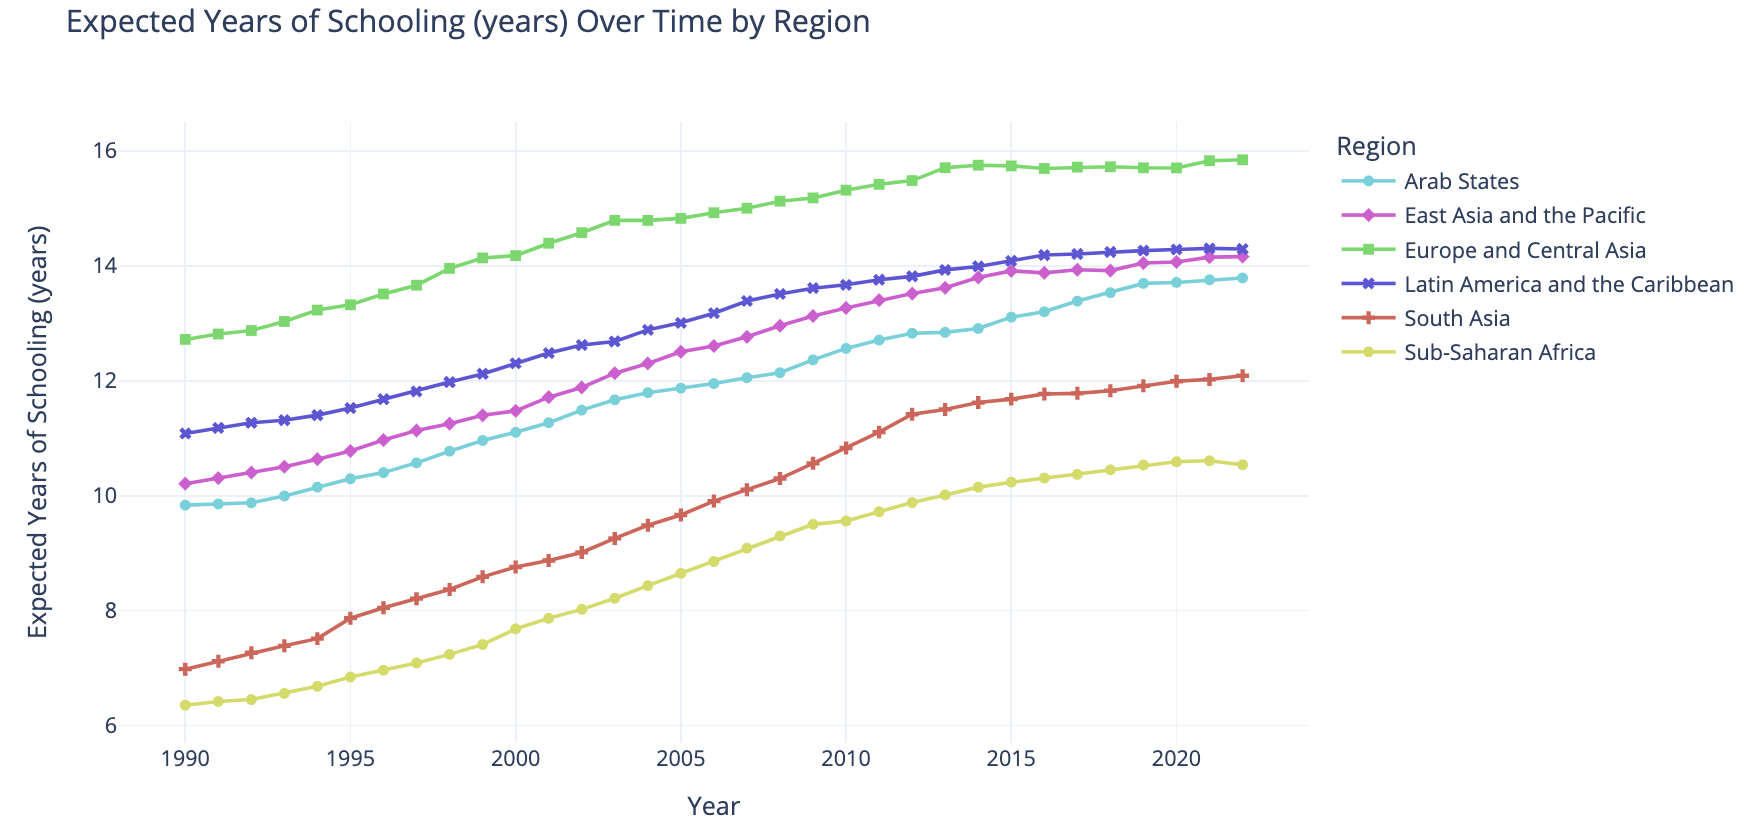 Expected Years of Schooling (years) Over Time by Region
Expected Years of Schooling (years)
16
14
12
10
8
6
1990 1995 2000 2005 2010 2015 2020
Year
Region
Arab States
East Asia and the Pacific
Europe and Central Asia
Latin America and the Caribbean
South Asia
Sub-Saharan Africa